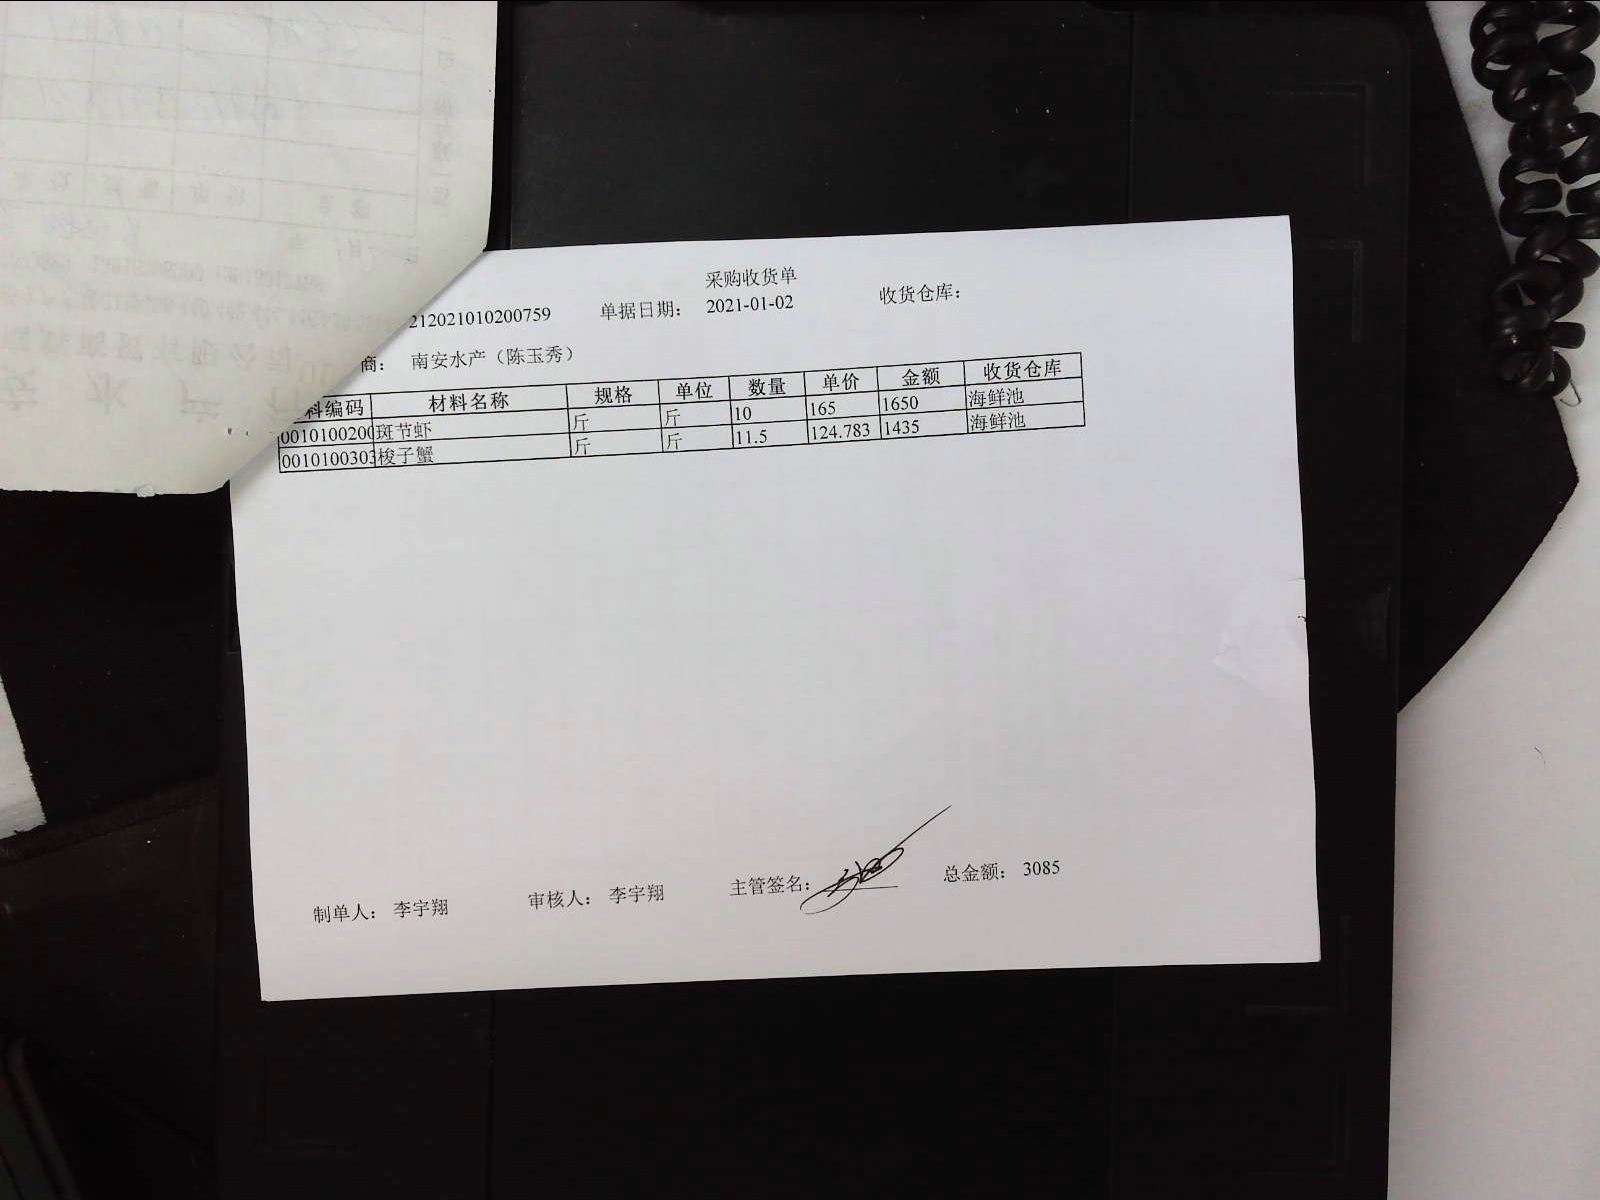 采购收货单
212021010200759 单据日期： 2021-01-02 收货仓库：
商： 南安水产（陈玉秀）
料编码 材料名称 规格 单位 数量 单价 金额 收货仓库
001010020 斑节虾 斤 斤 10 165 1650 海鲜池
001010030 梭子蟹 斤 斤 11.5 124.783 1435 海鲜池
制单人： 李宇翔 审核人： 李宇翔 主管签名： 总金额： 3085